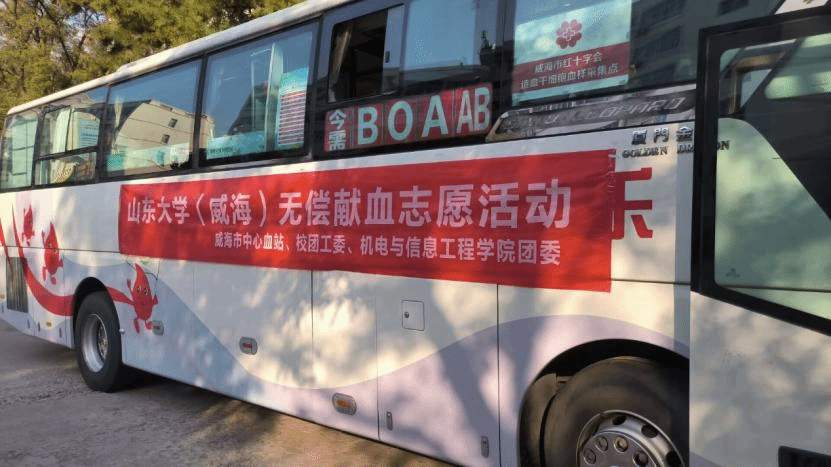 威海市红十字会
造血干细胞血样采集点
今需 B O A AB
GOLDEN DRAGON
山东大学（威海）无偿献血志愿活动
威海市中心血站、校团工委、机电与信息工程学院团委